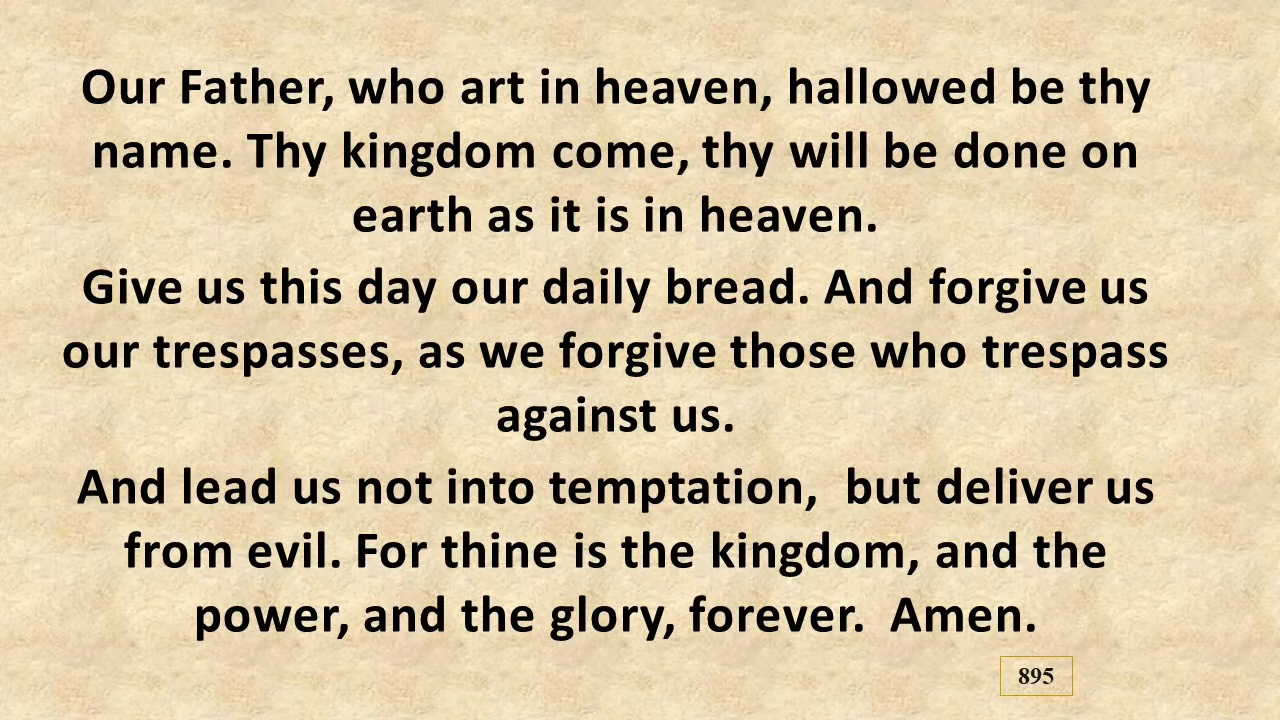 Our Father, who art in heaven, hallowed be thy
name. Thy kingdom come, thy will be done on
earth as it is in heaven.
Give us this day our daily bread. And forgive us
our trespasses, as we forgive those who trespass
against us.
And lead us not into temptation,  but deliver us
from evil. For thine is the kingdom, and the
power, and the glory, forever.  Amen.
895